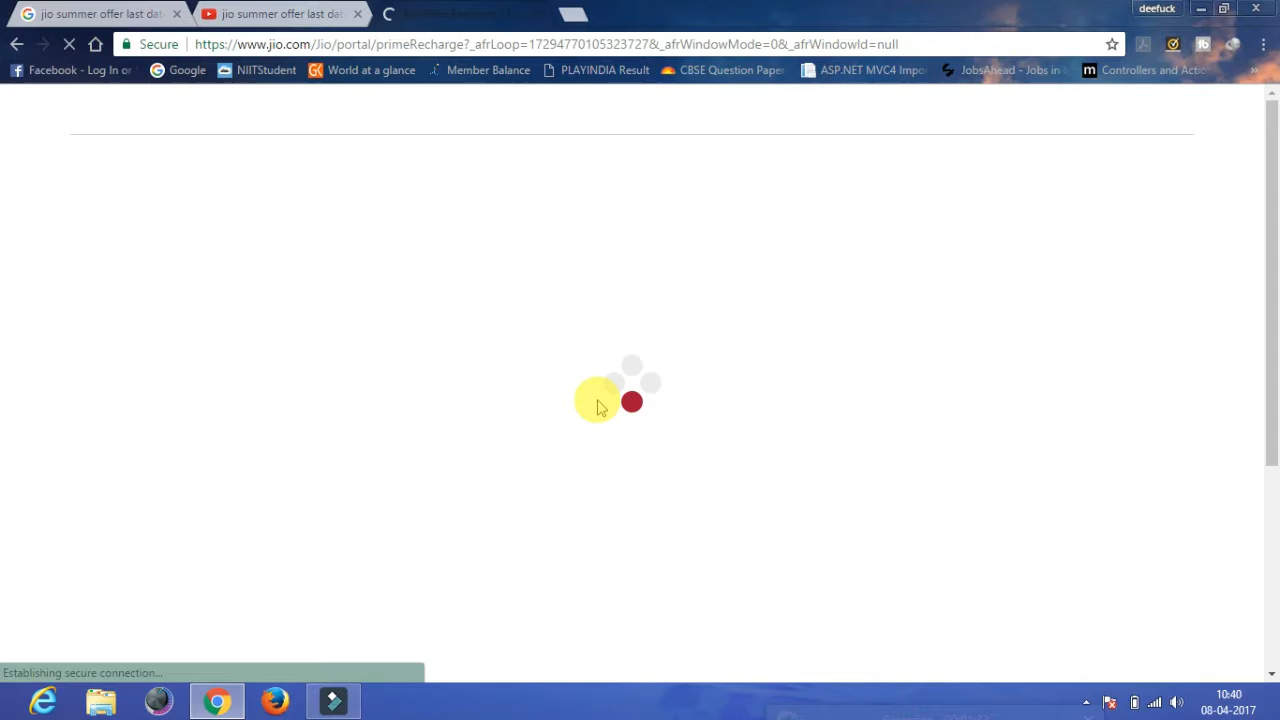 jio summer offer last dat
jio summer offer last dat
deefuck
Secure
https://www.jio.com/Jio/portal/primeRecharge?_afrLoop=17294770105323727&_afrWindowMode=0&_afrWindowId=null
Facebook - Log In or
Google
NIITStudent
World at a glance
Member Balance
PLAYINDIA Result
CBSE Question Pape
ASP.NET MVC4 Impo
JobsAhead - Jobs in
Controllers and Actio
Establishing secure connection...
10:40
08-04-2017